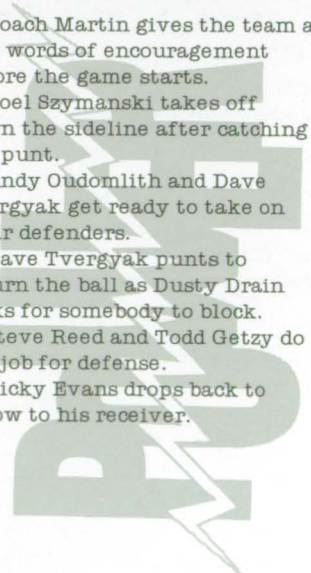 oach Martin gives the team a
words of encouragement
ore the game starts.
oel Szymanski takes off
n the sideline after catching
punt.
ndy Oudomlith and Dave
rgyak get ready to take on
r defenders.
ave Tvergyak punts to
urn the ball as Dusty Drain
ks for somebody to block.
teve Reed and Todd Getzy do
job for defense.
icky Evans drops back to
ow to his receiver.
POWER